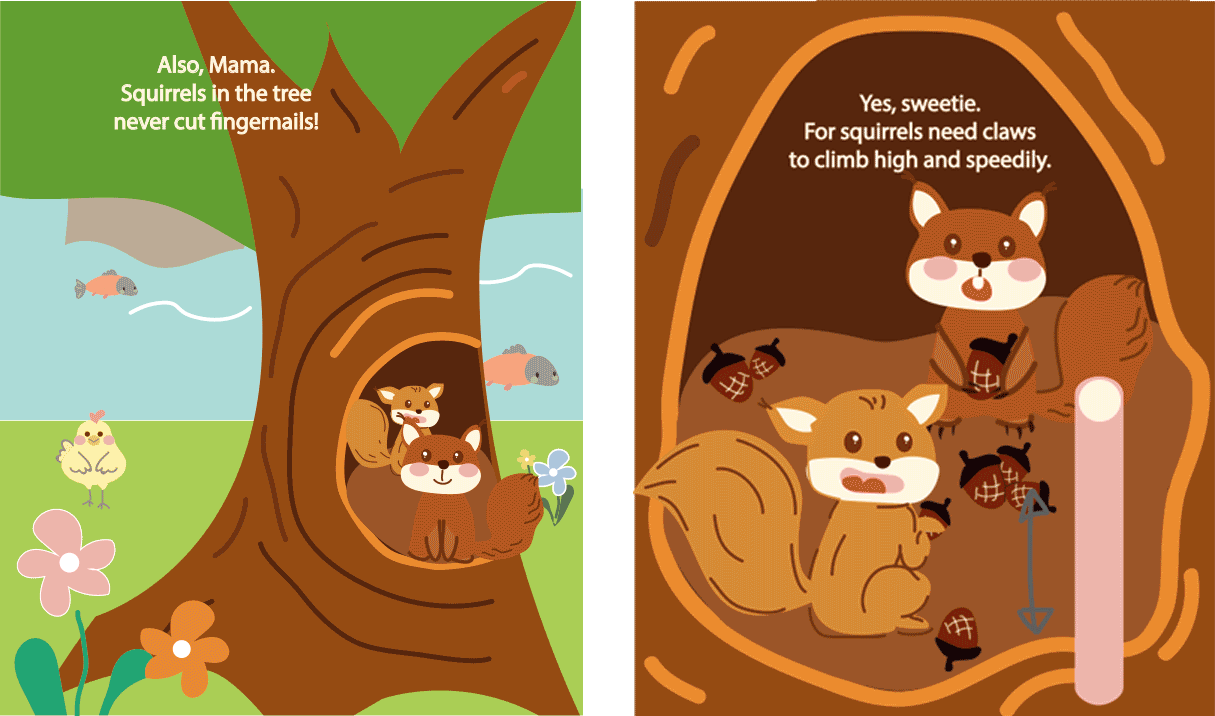 Also, Mama.
Squirrels in the tree
never cut fingernails!
Yes, sweetie.
For squirrels need claws
to climb high and speedily.